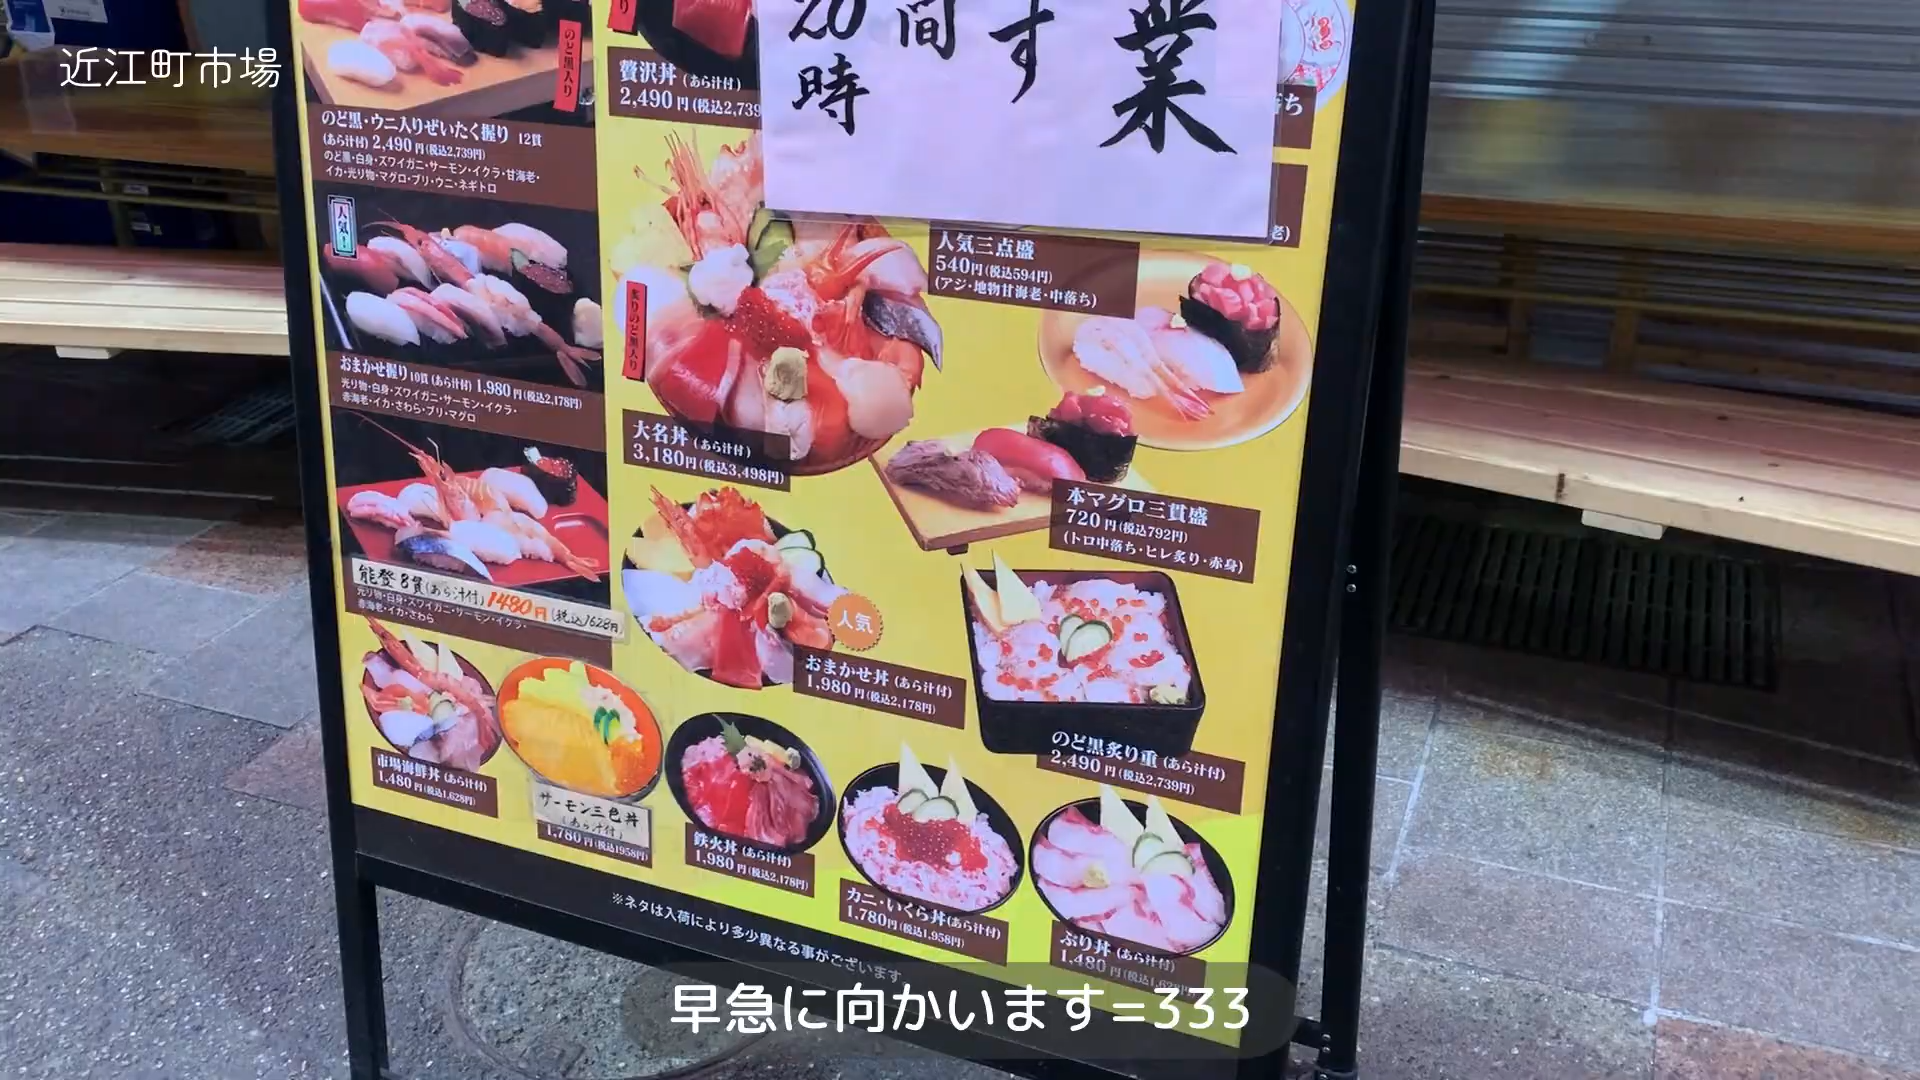 近江町市場
のど黒入り
のど黒・ウニ入りぜいたく握り 12貫
(あら汁付) 2,490円(税込2,739円)
のど黒・白身・ズワイガニ・サーモン・イクラ・甘海老・
イカ・光り物・マグロ・ブリ・ウニ・ネギトロ
人気!
おまかせ握り10貫(あら汁付) 1,980円(税込2,178円)
光り物・白身・ズワイガニ・サーモン・イクラ・
赤海老・イカ・さわら・ブリ・マグロ
能登8貫(あら汁付) 1480円(税込1628円)
光り物・白身・ズワイガニ・サーモン・イクラ・
赤海老・イカ・さわら
贅沢丼(あら汁付)
2,490円(税込2,739
業
す
間
20時
炙りのど黒入り
大名丼(あら汁付)
3,180円(税込3,498円)
人気三点盛
540円(税込594円)
(アジ・地物甘海老・中落ち)
本マグロ三貫盛
720円(税込792円)
(トロ中落ち・ヒレ炙り・赤身)
人気
おまかせ丼(あら汁付)
1,980円(税込2,178円)
のど黒炙り重(あら汁付)
2,490円(税込2,739円)
市場海鮮丼(あら汁付)
1,480円(税込1,628円)
サーモン三色丼
(あら汁付)
1,780円(税込1958円)
鉄火丼(あら汁付)
1,980円(税込2,178円)
カニ・いくら丼(あら汁付)
1,780円(税込1,958円)
ぶり丼(あら汁付)
1,480円(税込1,628円)
※ネタは入荷により多少異なる事がございます。
早急に向かいます=333